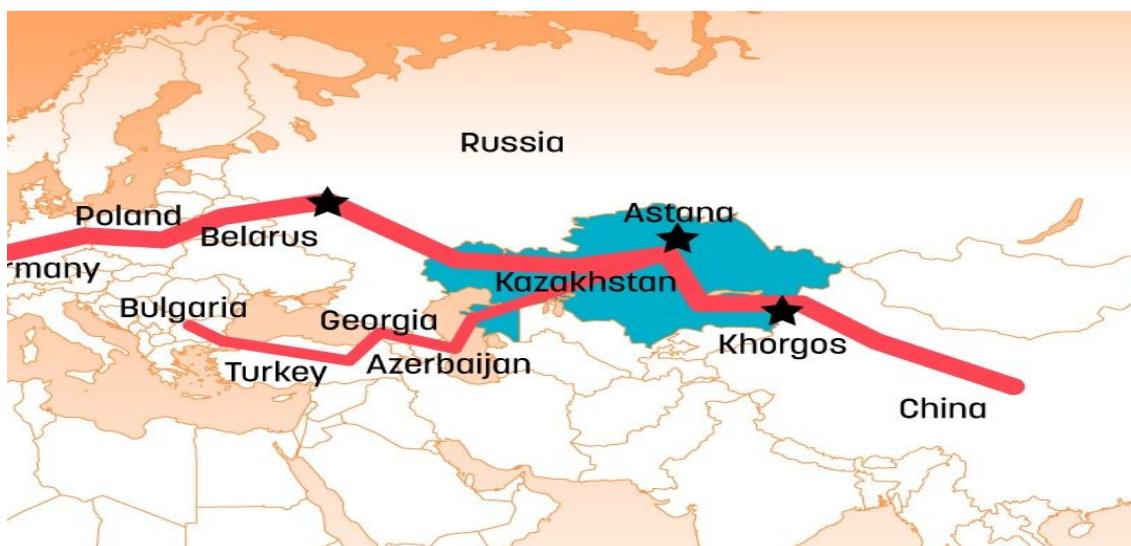 Russia
Astana
Poland
Belarus
rmany
Kazakhstan
Bulgaria
Georgia
Khorgos
Azerbaijan
Turkey
China